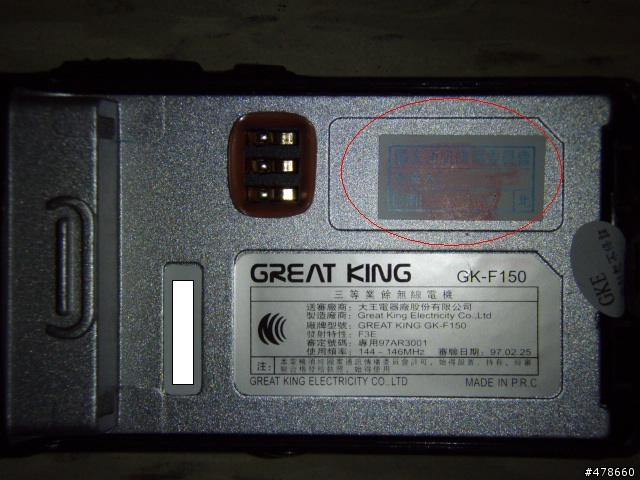 GREAT KING GK-F150
三等業餘無線電機
送審廠商：大王電器廠股份有限公司
製造廠商：Great King Electricity Co.,Ltd
廠牌型號：GREAT KING GK-F150
發射特性：F3E
審定號碼：專用97AR3001
使用頻率：144－146MHz 審驗日期：97.02.25
GREAT KING ELECTRICITY CO.,LTD MADE IN P.R.C
GKE
#478660